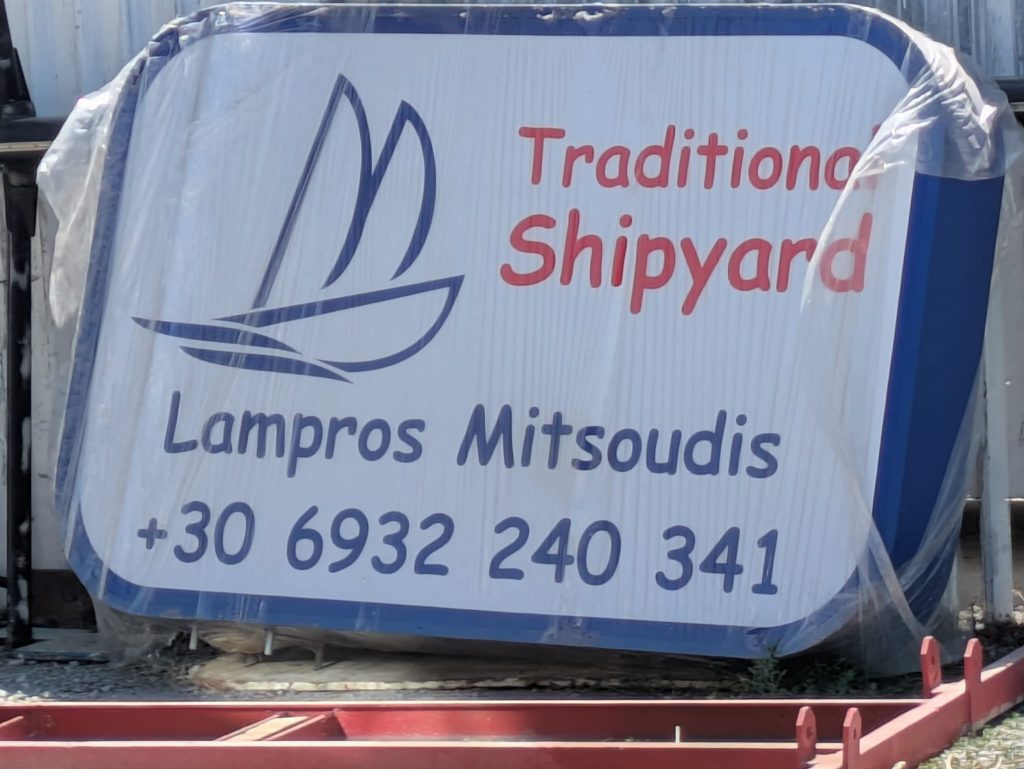 Traditional
Shipyard
Lampros Mitsoudis
+30 6932 240 341